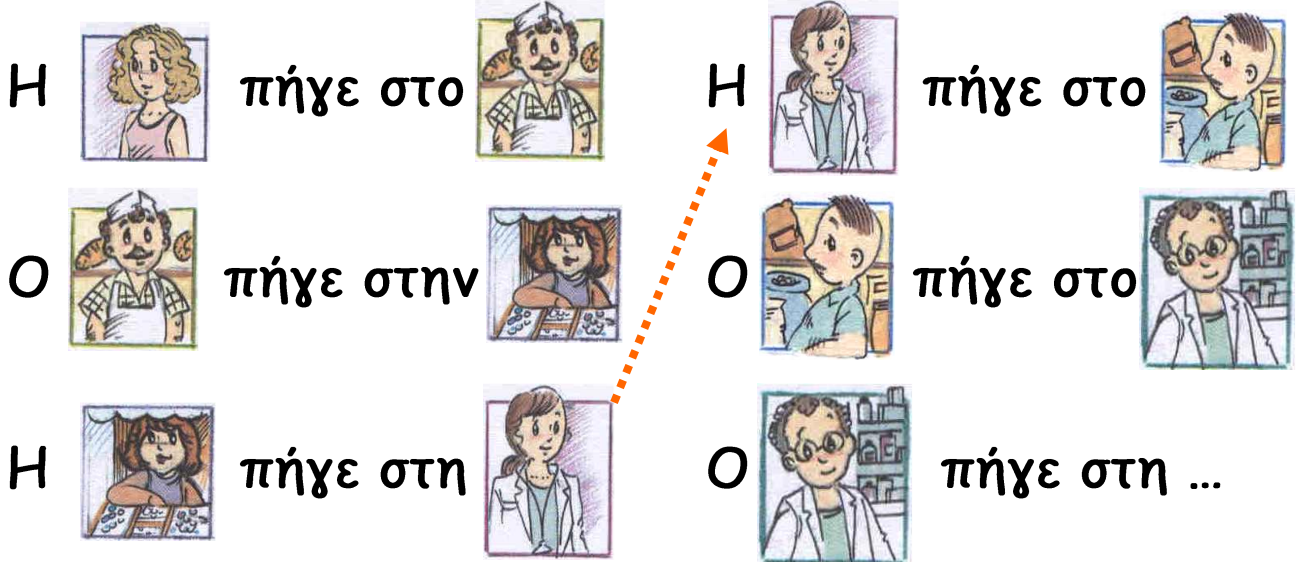 Η πήγε στο
Ο πήγε στην
Η πήγε στη
Η πήγε στο
Ο πήγε στο
Ο πήγε στη ...